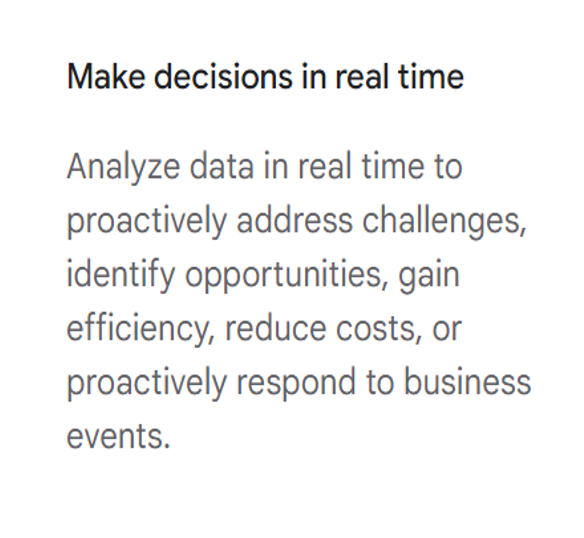 Make decisions in real time
Analyze data in real time to
proactively address challenges,
identify opportunities, gain
efficiency, reduce costs, or
proactively respond to business
events.